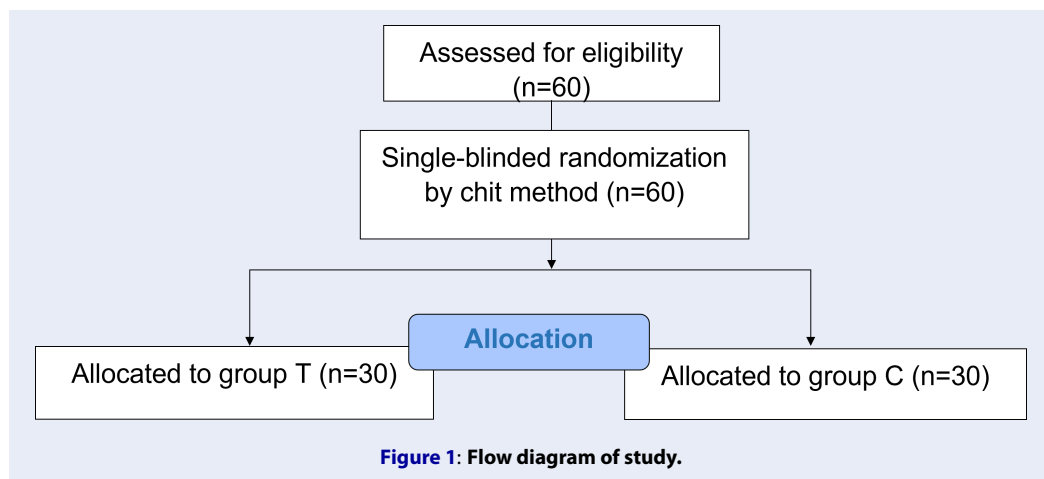 Assessed for eligibility
(n=60)
Single-blinded randomization
by chit method (n=60)
Allocation
Allocated to group T (n=30)
Allocated to group C (n=30)
Figure 1: Flow diagram of study.